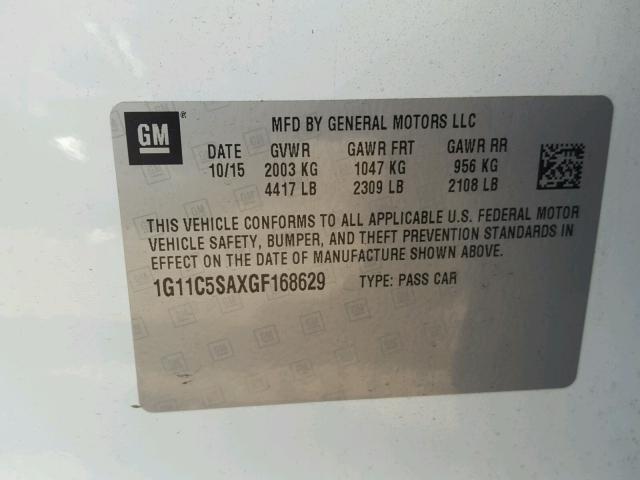 GM ® MFD BY GENERAL MOTORS LLC
DATE GVWR GAWR FRT GAWR RR
10/15 2003 KG 1047 KG 956 KG
4417 LB 2309 LB 2108 LB
THIS VEHICLE CONFORMS TO ALL APPLICABLE U.S. FEDERAL MOTOR
VEHICLE SAFETY, BUMPER, AND THEFT PREVENTION STANDARDS IN
EFFECT ON THE DATE OF MANUFACTURE SHOWN ABOVE.
1G11C5SAXGF168629 TYPE: PASS CAR